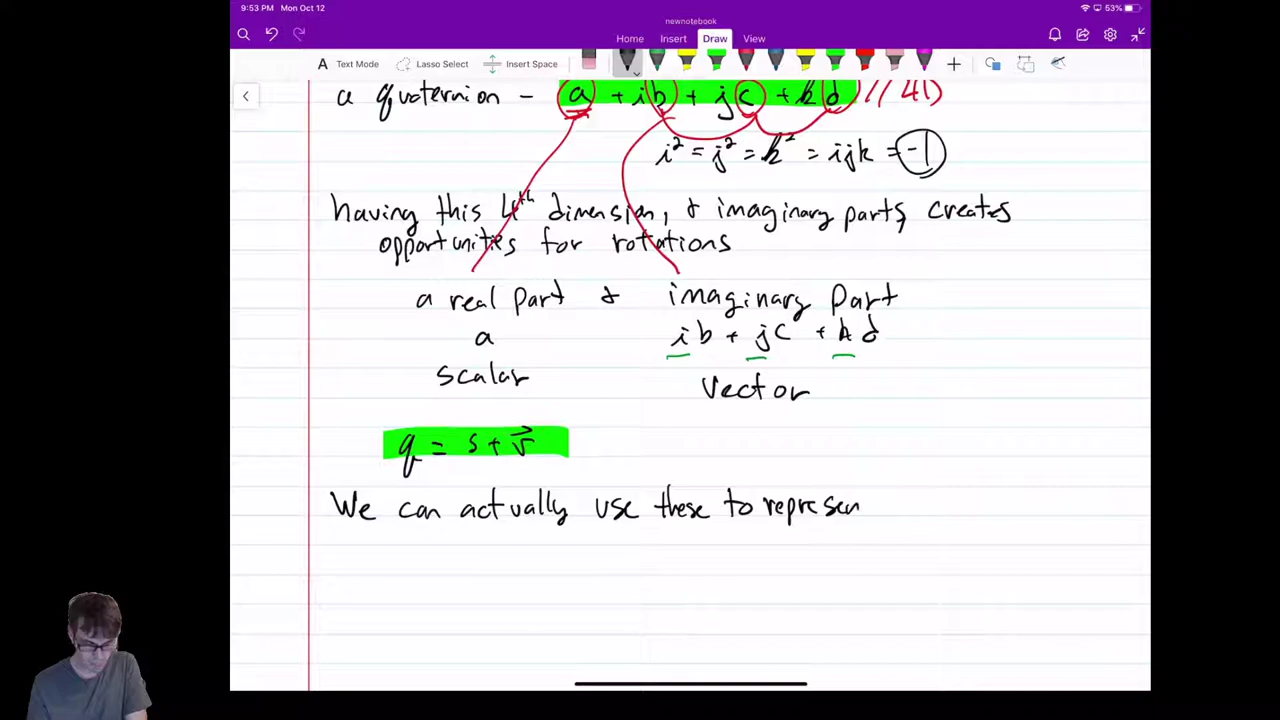 9:53 PM Mon Oct 12
53%
newnotebook
Home Insert Draw View
A Text Mode Lasso Select Insert Space
a quaternion - a + ib + jc + kd // 4D
i² = j² = k² = ijk = -1
having this 4th dimension, & imaginary parts, creates
opportunities for rotations
a real part & imaginary part
a ib + jc + kd
scalar vector
q = s + v⃗
We can actually use these to represen